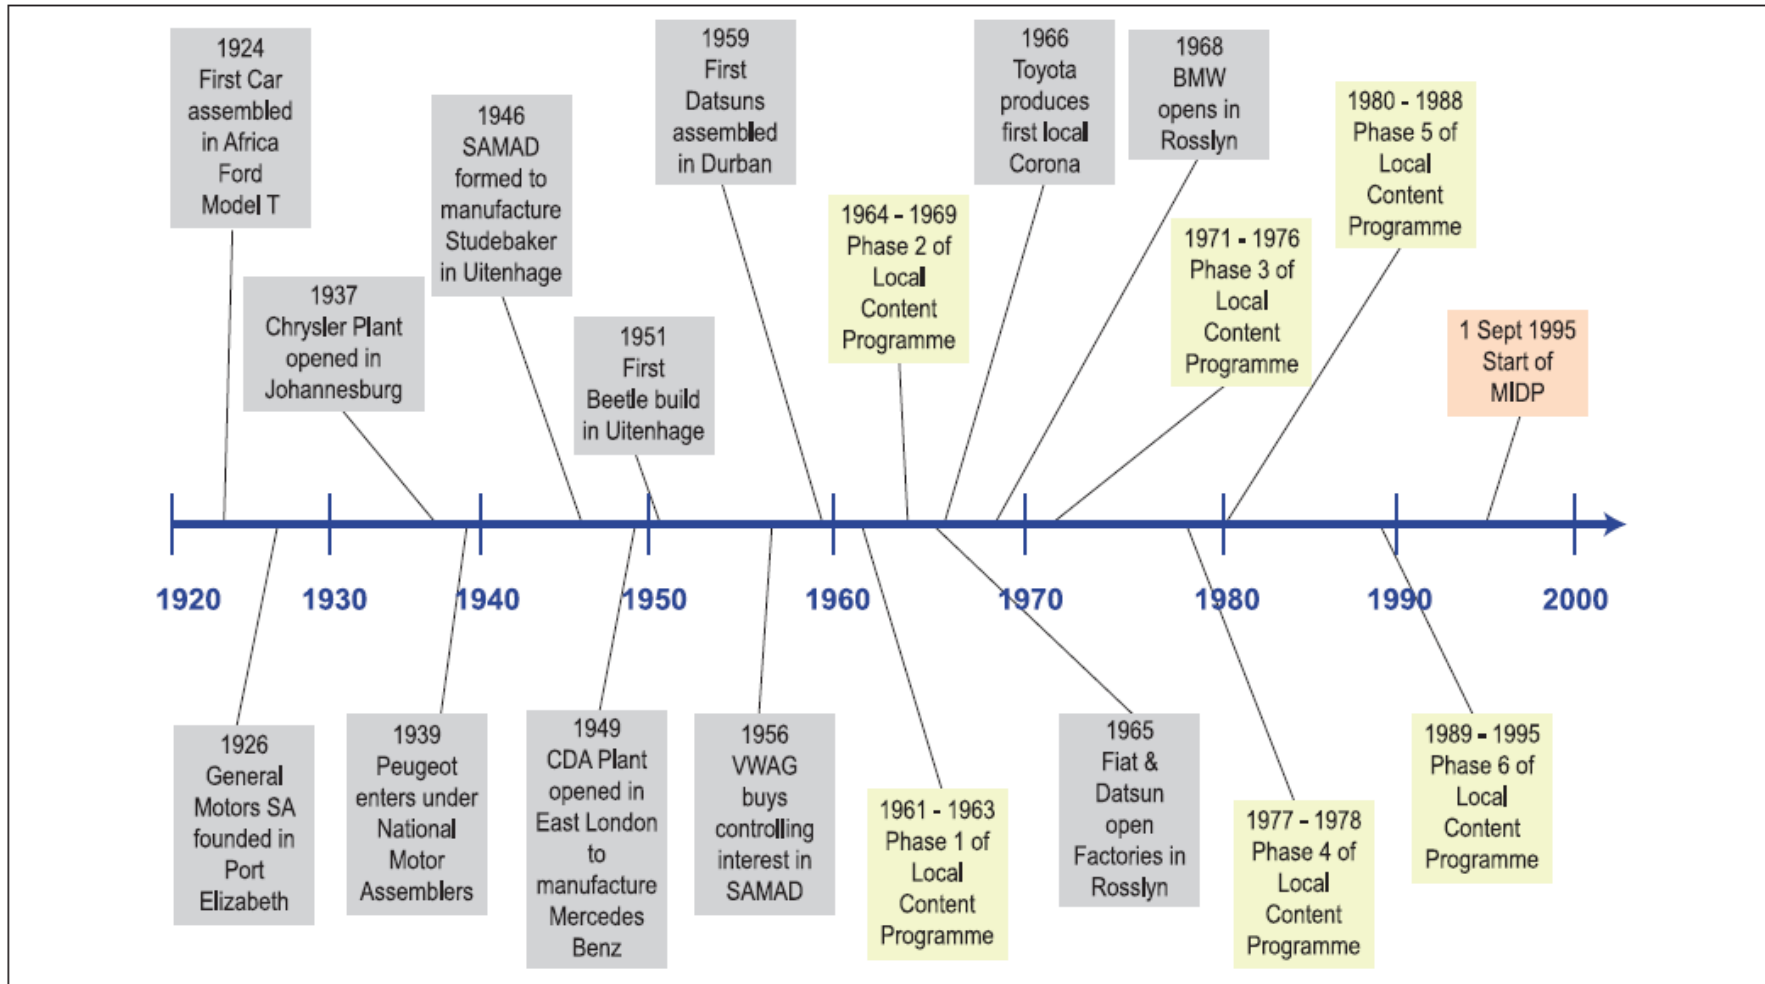 1924
First Car
assembled
in Africa
Ford
Model T
1937
Chrysler Plant
opened in
Johannesburg
1946
SAMAD
formed to
manufacture
Studebaker
in Uitenhage
1951
First
Beetle build
in Uitenhage
1959
First
Datsuns
assembled
in Durban
1964 - 1969
Phase 2 of
Local
Content
Programme
1966
Toyota
produces
first local
Corona
1968
BMW
opens in
Rosslyn
1971 - 1976
Phase 3 of
Local
Content
Programme
1980 - 1988
Phase 5 of
Local
Content
Programme
1 Sept 1995
Start of
MIDP
1920 1930 1940 1950 1960 1970 1980 1990 2000
1926
General
Motors SA
founded in
Port
Elizabeth
1939
Peugeot
enters under
National
Motor
Assemblers
1949
CDA Plant
opened in
East London
to
manufacture
Mercedes
Benz
1956
VWAG
buys
controlling
interest in
SAMAD
1961 - 1963
Phase 1 of
Local
Content
Programme
1965
Fiat &
Datsun
open
Factories in
Rosslyn
1977 - 1978
Phase 4 of
Local
Content
Programme
1989 - 1995
Phase 6 of
Local
Content
Programme